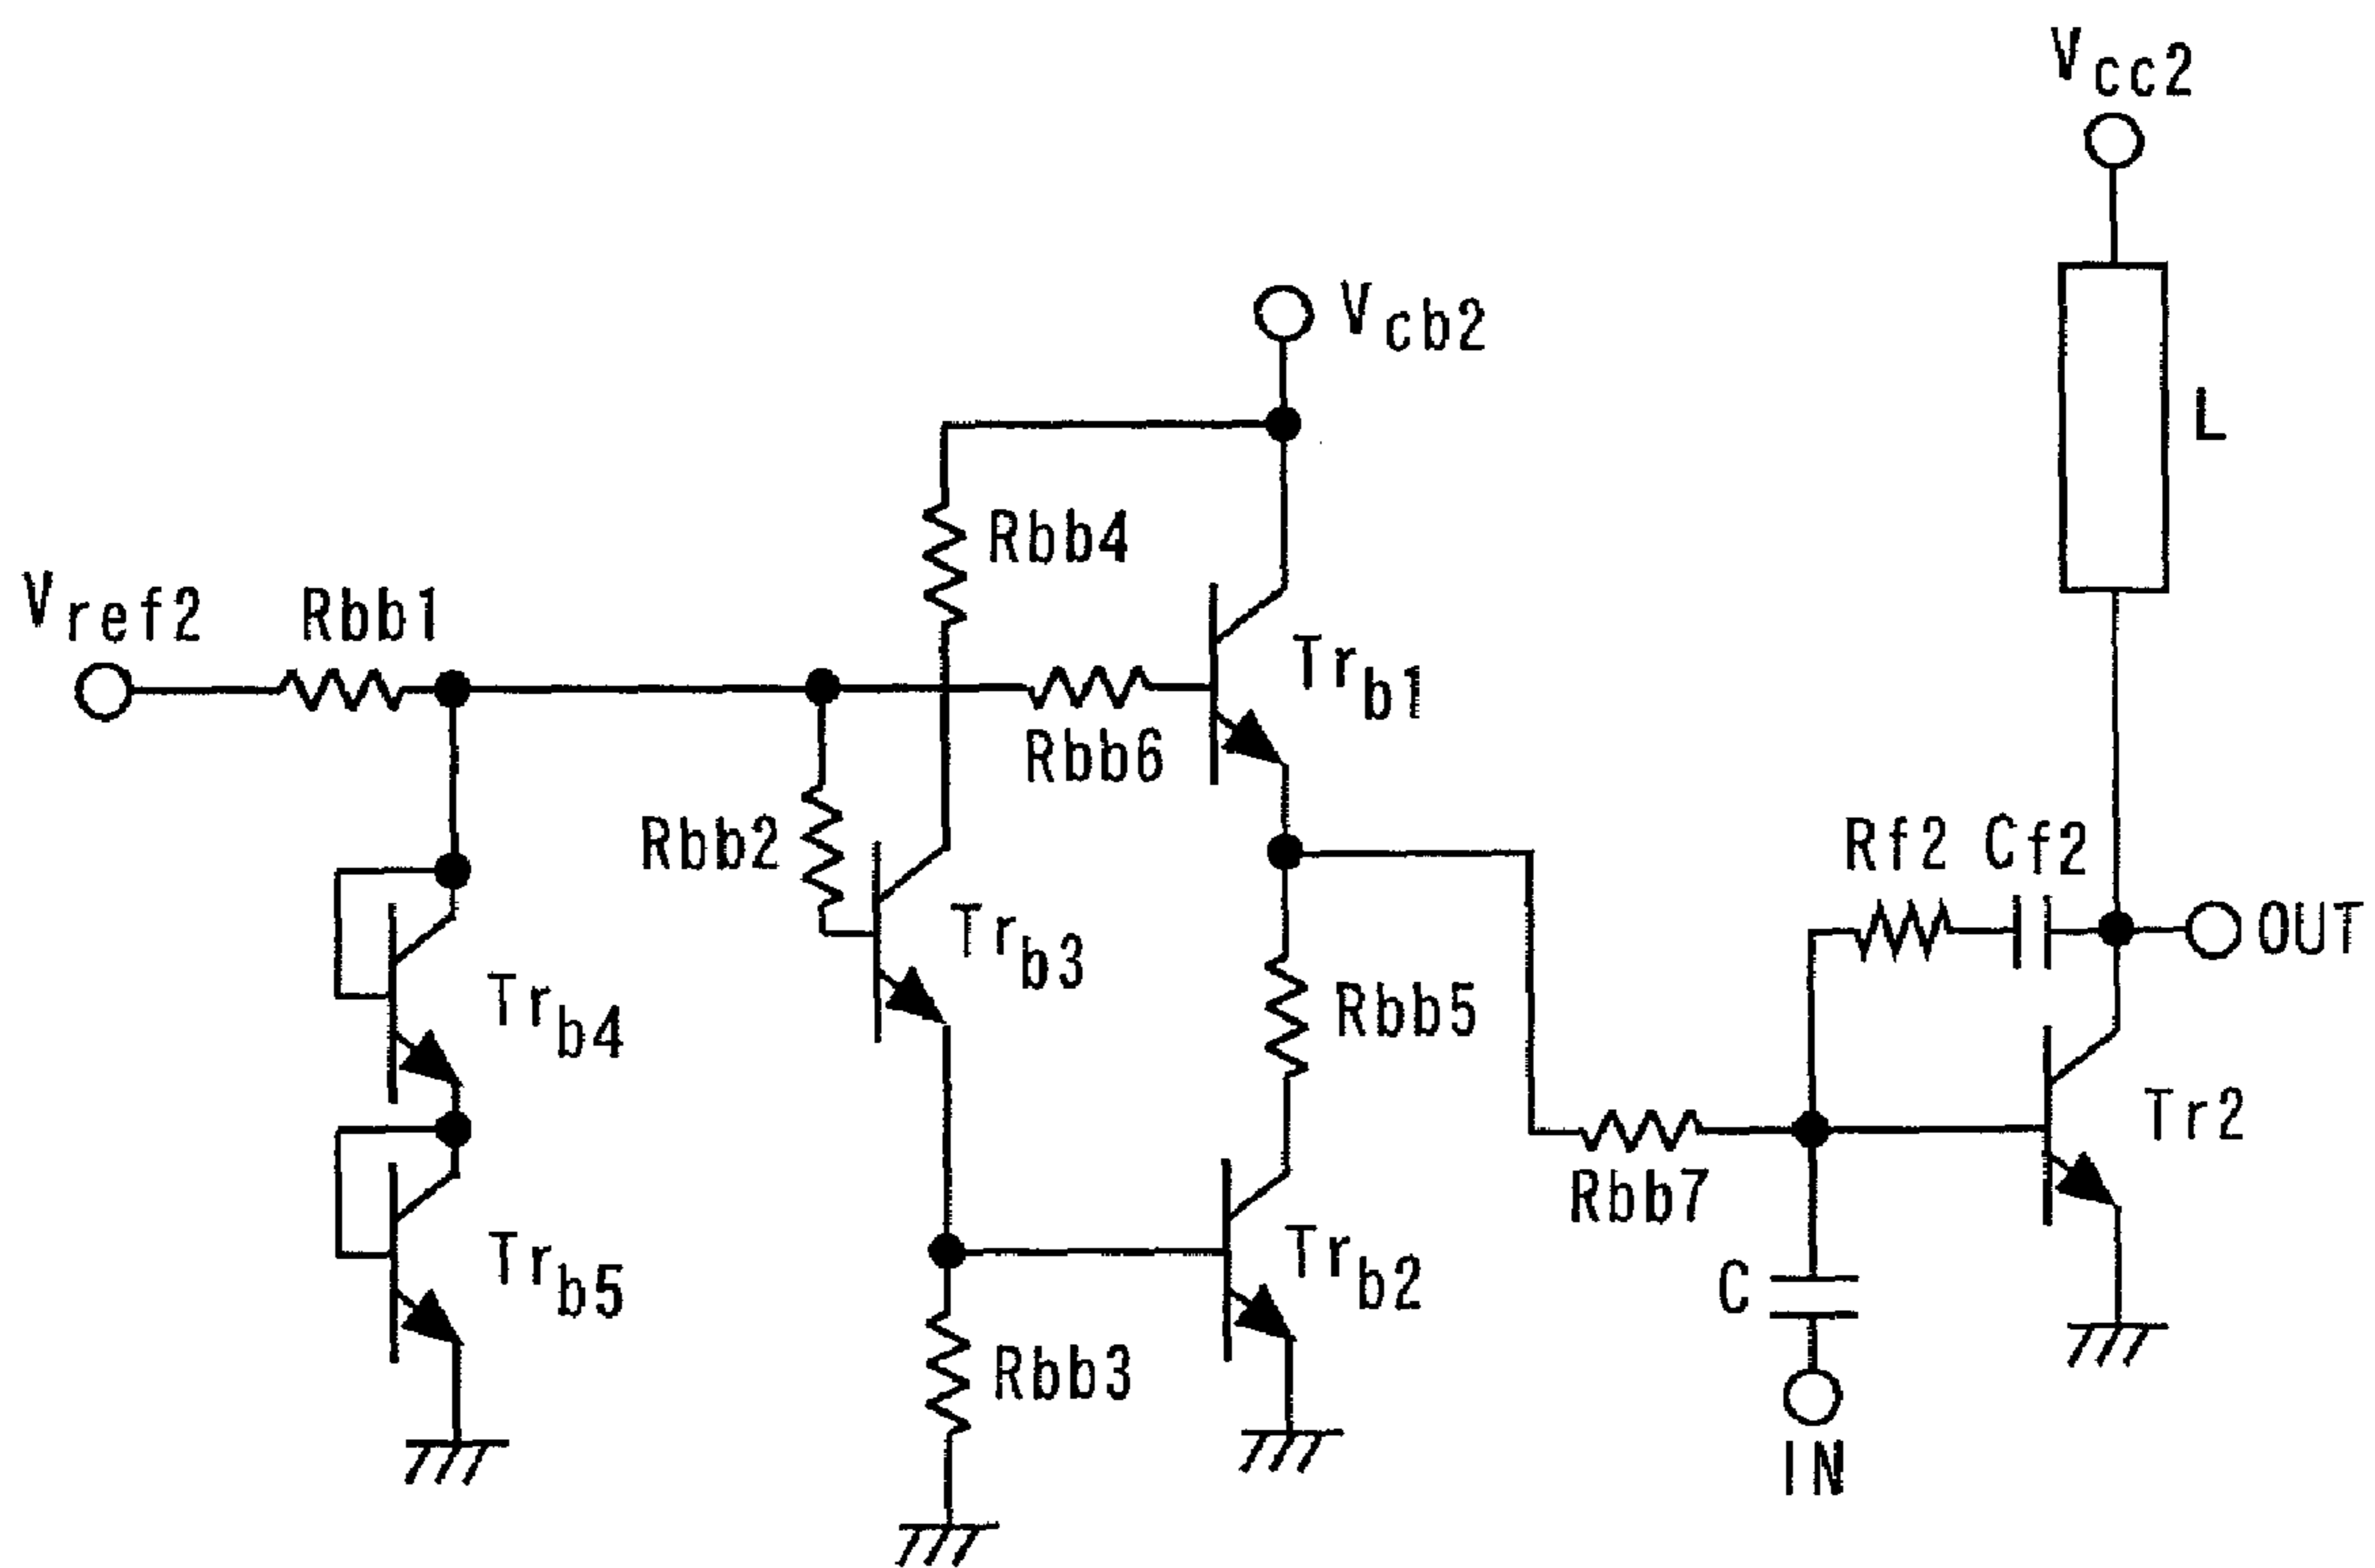 Vcc2
L
Vcb2
Rbb4
Vref2
Rbb1
Trb1
Rbb6
Rbb2
Rf2
Cf2
OUT
Trb3
Trb4
Rbb5
Tr2
Rbb7
Trb5
Trb2
C
Rbb3
IN